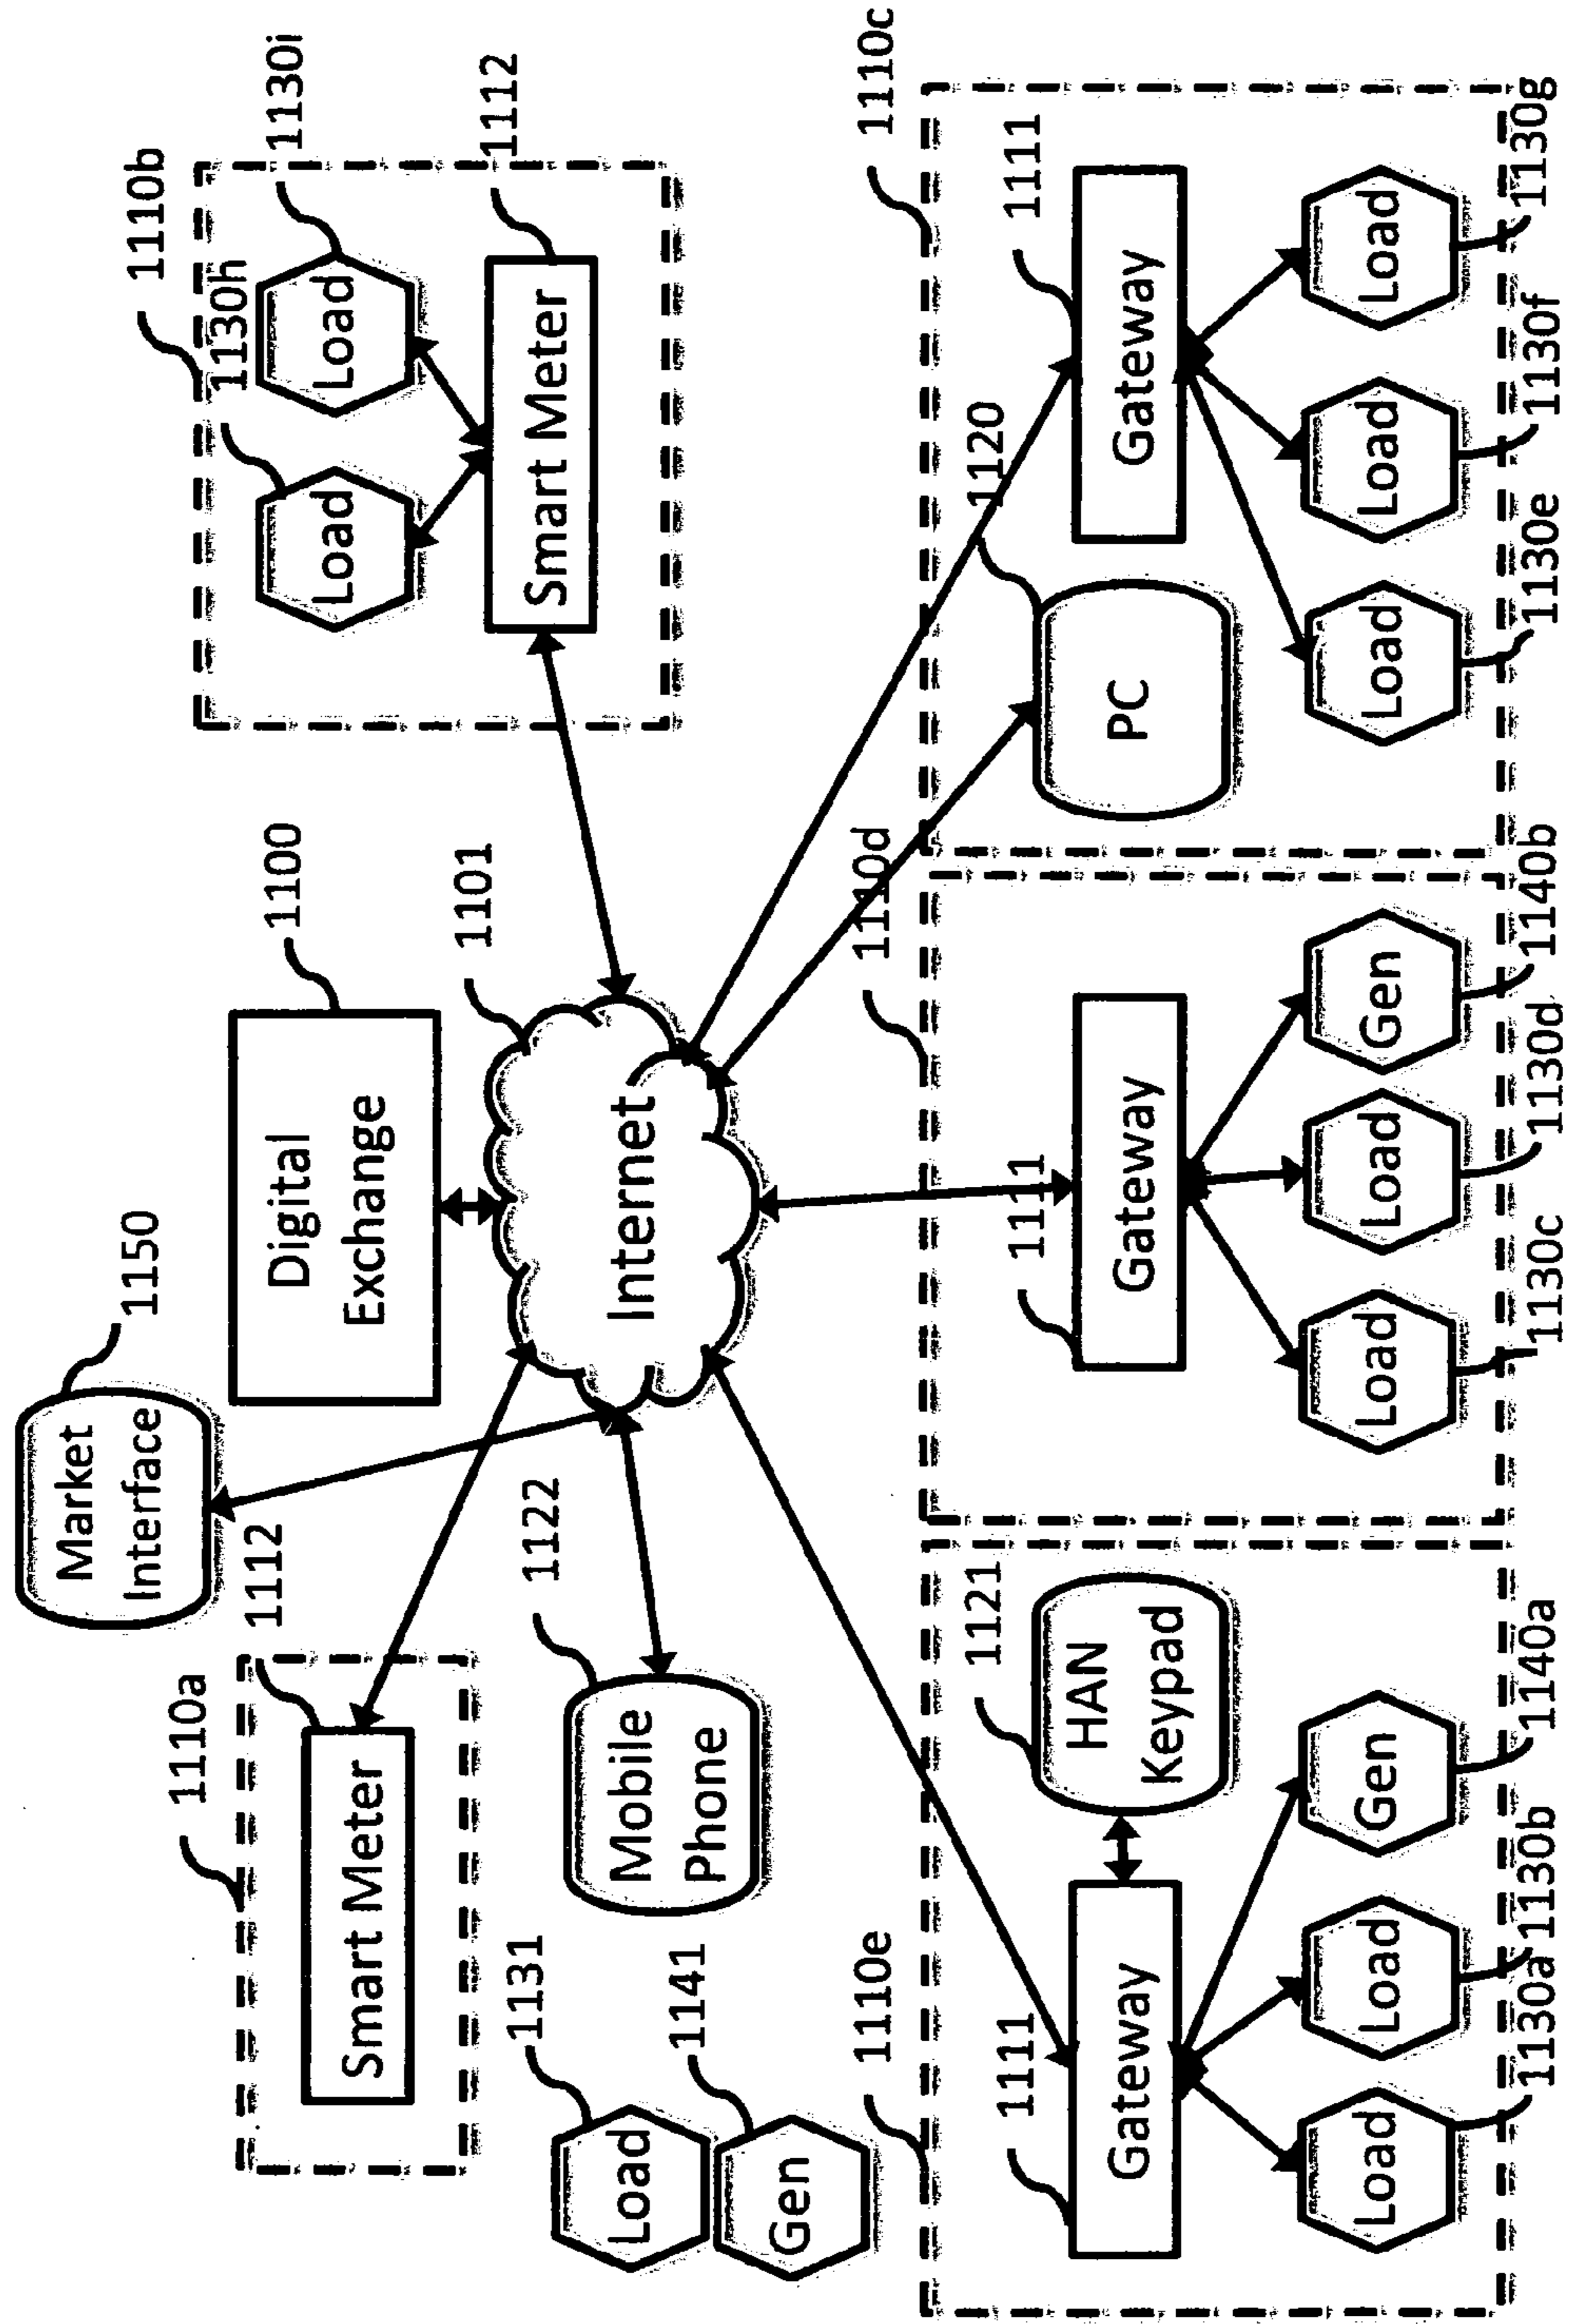 Market
Interface
1150
Digital
Exchange
1100
1110b
1130h
1130i
Load
Load
1112
Smart Meter
1110a
1112
Smart Meter
1101
Internet
1122
Mobile
Phone
1131
Load
1141
Gen
1110e
1111
Gateway
1121
HAN
Keypad
Load
Load
Gen
1130a
1130b
1140a
1110d
1111
Gateway
Load
Load
Gen
1130c
1130d
1140b
1110c
1120
PC
1111
Gateway
Load
Load
Load
1130e
1130f
1130g